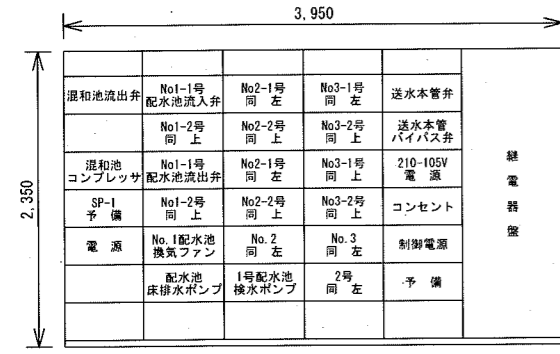 3,950
2,350
混和池流出弁
No1-1号
配水池流入弁
No2-1号
同 左
No3-1号
同 左
送水本管弁
No1-2号
同 上
No2-2号
同 上
No3-2号
同 上
送水本管
バイパス弁
混和池
コンプレッサ
No1-1号
配水池流出弁
No2-1号
同 左
No3-1号
同 上
210-105V
電 源
SP-1
予 備
No1-2号
同 上
No2-2号
同 上
No3-2号
同 上
コンセント
電 源
No.1配水池
換気ファン
No.2
同 左
No.3
同 左
制御電源
配水池
床排水ポンプ
1号配水池
検水ポンプ
2号
同 左
予 備
継電器盤